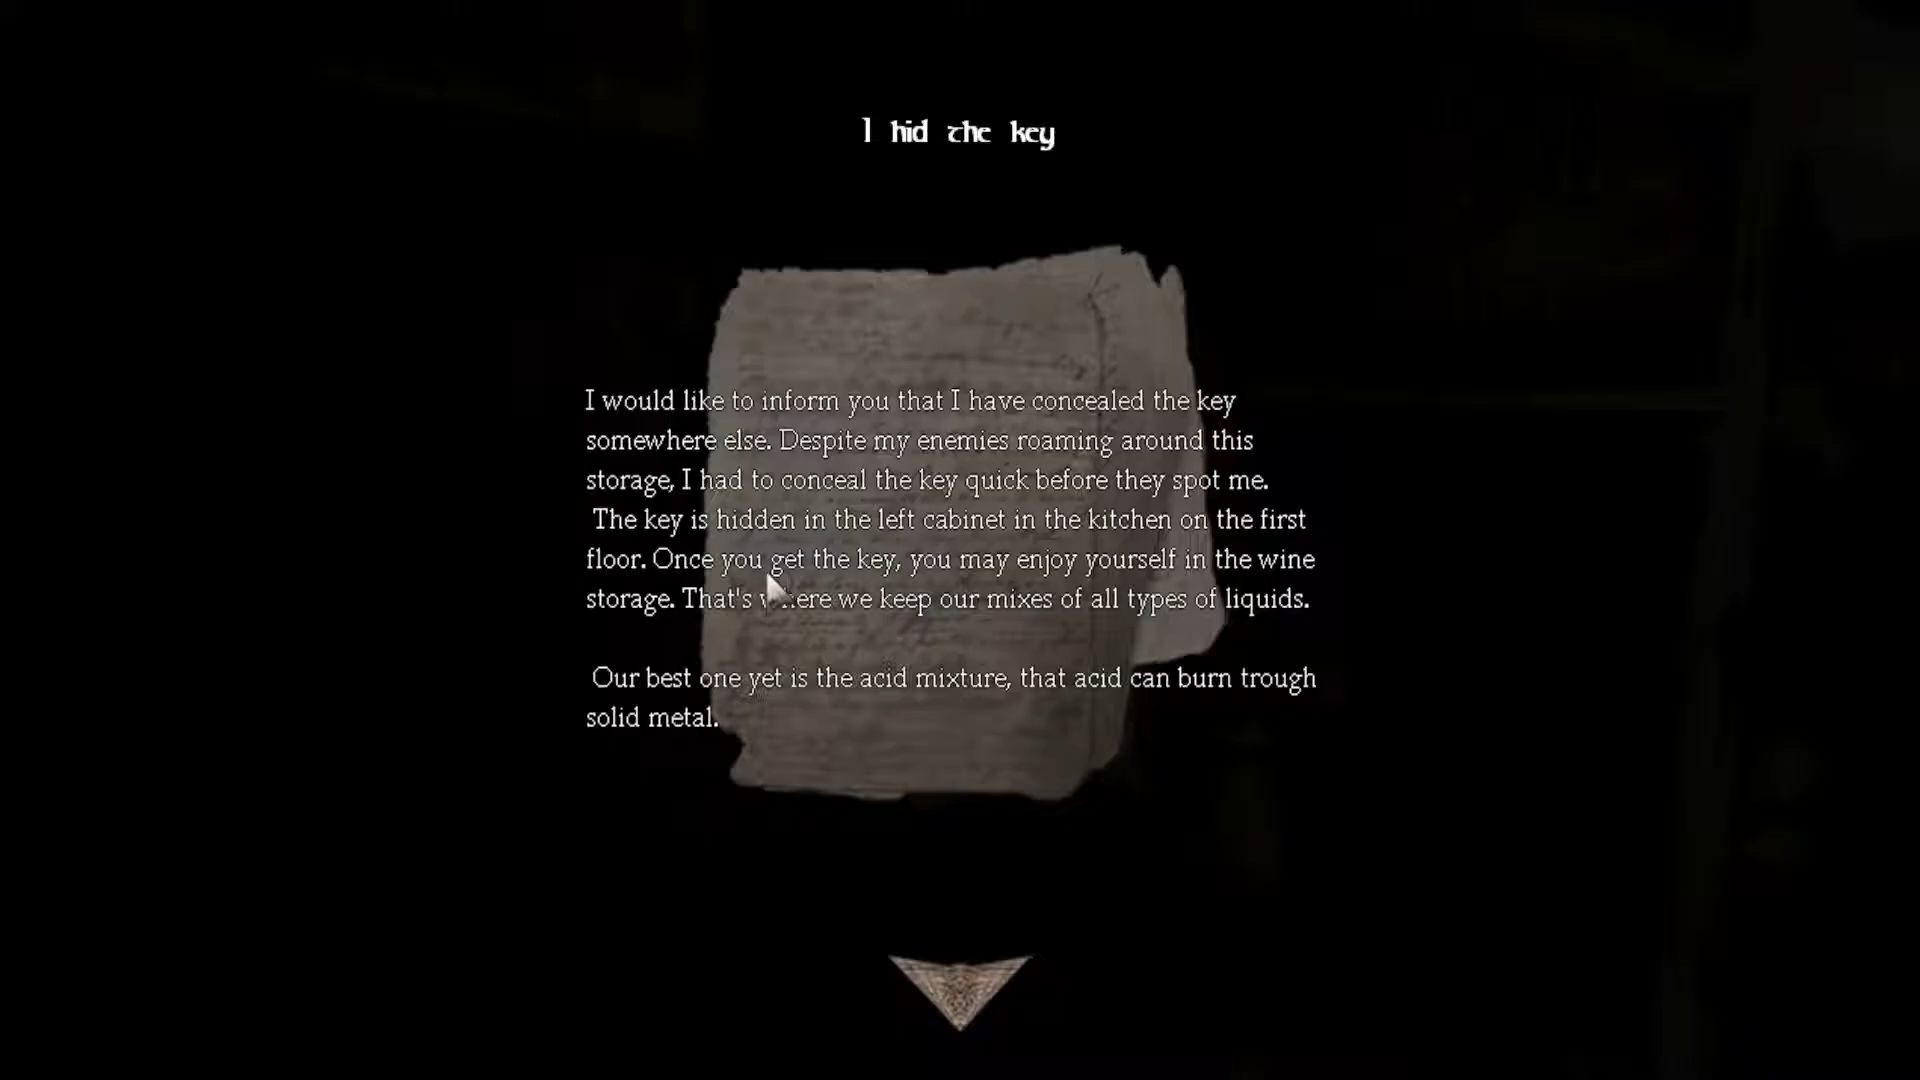 I hid the key
I would like to inform you that I have concealed the key
somewhere else. Despite my enemies roaming around this
storage, I had to conceal the key quick before they spot me.
The key is hidden in the left cabinet in the kitchen on the first
floor. Once you get the key, you may enjoy yourself in the wine
storage. That's where we keep our mixes of all types of liquids.
Our best one yet is the acid mixture, that acid can burn trough
solid metal.